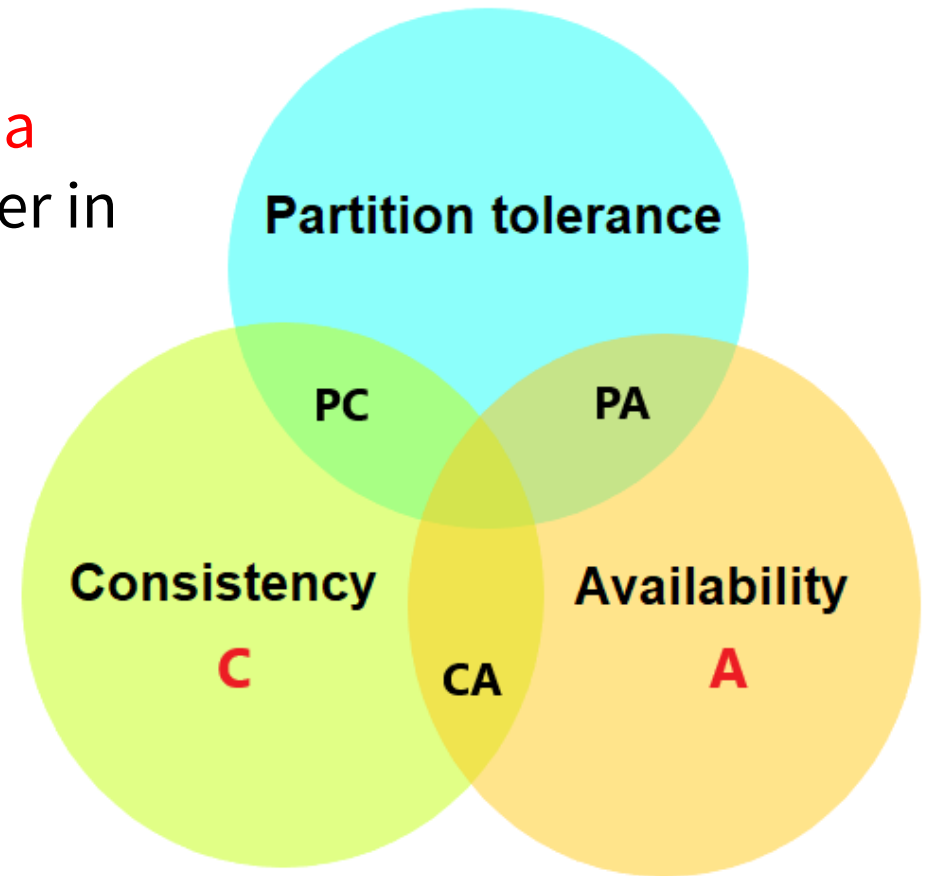 a
er in
Partition tolerance
PC
PA
Consistency
Availability
C
A
CA